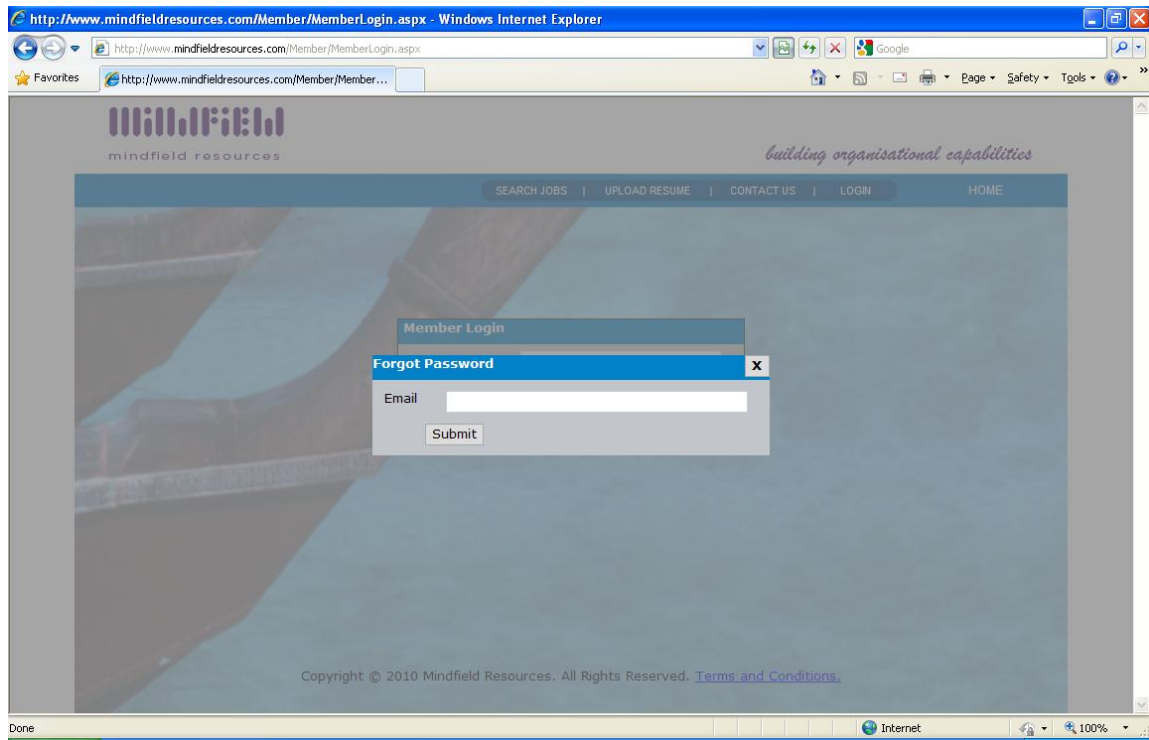 http://www.mindfieldresources.com/Member/MemberLogin.aspx - Windows Internet Explorer
http://www.mindfieldresources.com/Member/MemberLogin.aspx
Google
Favorites
http://www.mindfieldresources.com/Member/Member...
Page
Safety
Tools
»
MiNdFiEld
mindfield resources
building organisational capabilities
SEARCH JOBS | UPLOAD RESUME | CONTACT US | LOGIN
HOME
Member Login
Forgot Password
X
Email
Submit
Copyright © 2010 Mindfield Resources. All Rights Reserved. Terms and Conditions.
Done
Internet
100%